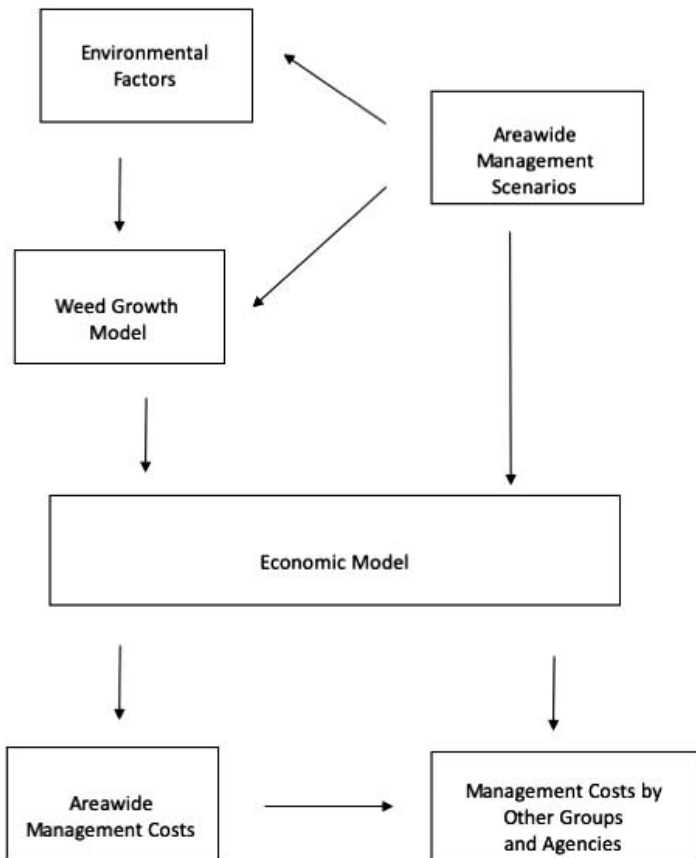 Environmental
Factors
Areawide
Management
Scenarios
Weed Growth
Model
Economic Model
Areawide
Management Costs
Management Costs by
Other Groups
and Agencies